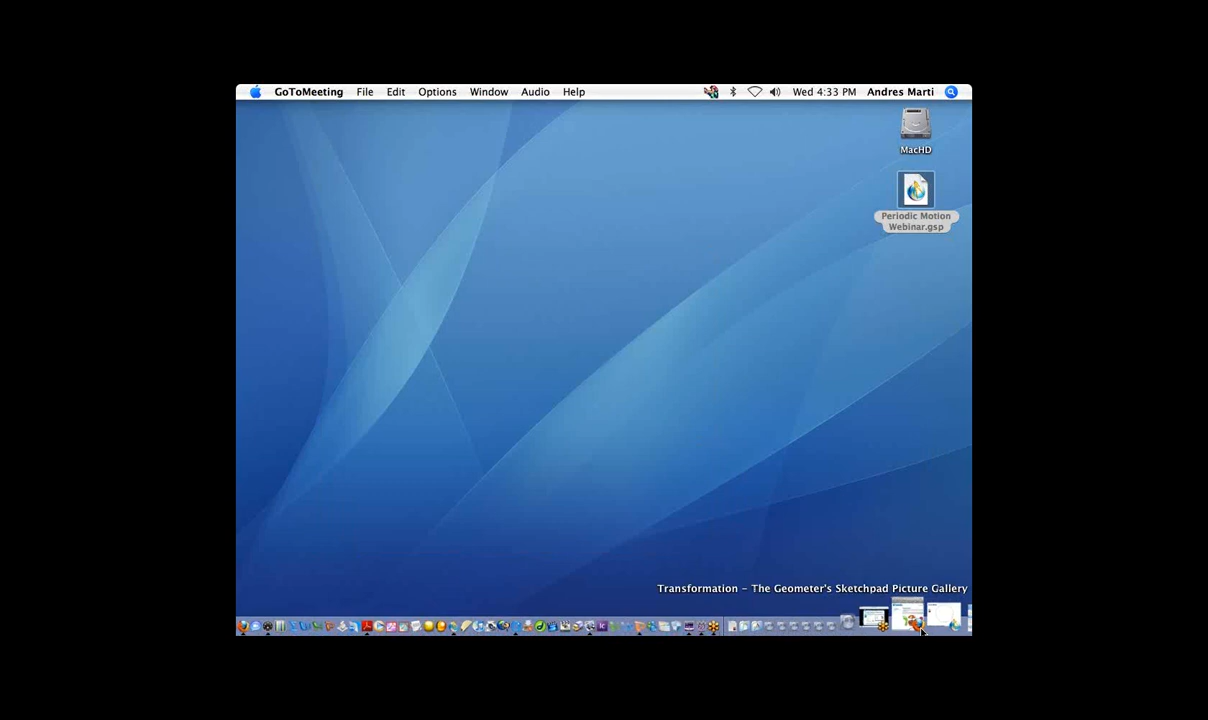 GoToMeeting File Edit Options Window Audio Help Wed 4:33 PM Andres Marti
MacHD
Periodic Motion
Webinar.gsp
Transformation – The Geometer's Sketchpad Picture Gallery